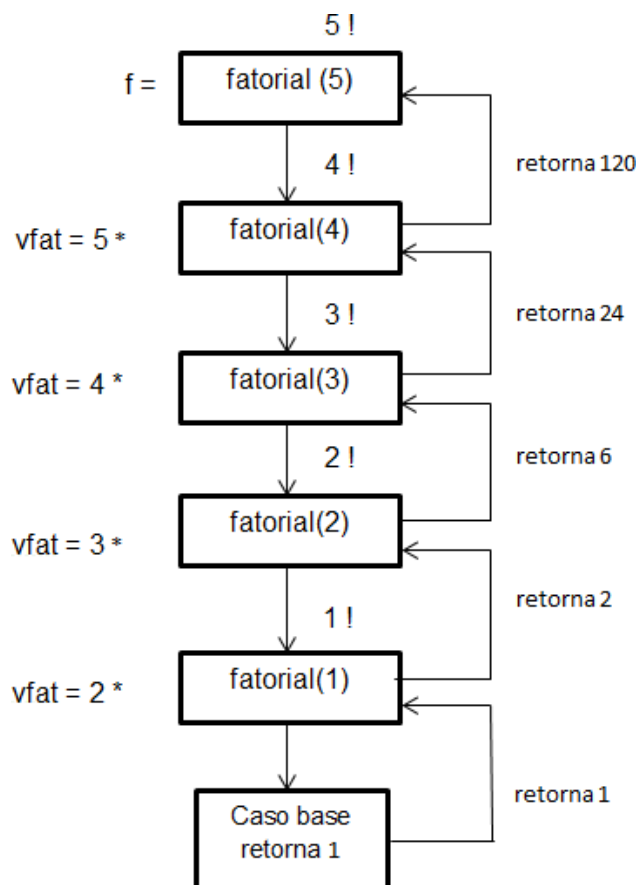 5 !
f =
fatorial (5)
4 !
retorna 120
vfat = 5 *
fatorial(4)
3 !
retorna 24
vfat = 4 *
fatorial(3)
2 !
retorna 6
vfat = 3 *
fatorial(2)
1 !
retorna 2
vfat = 2 *
fatorial(1)
retorna 1
Caso base
retorna 1